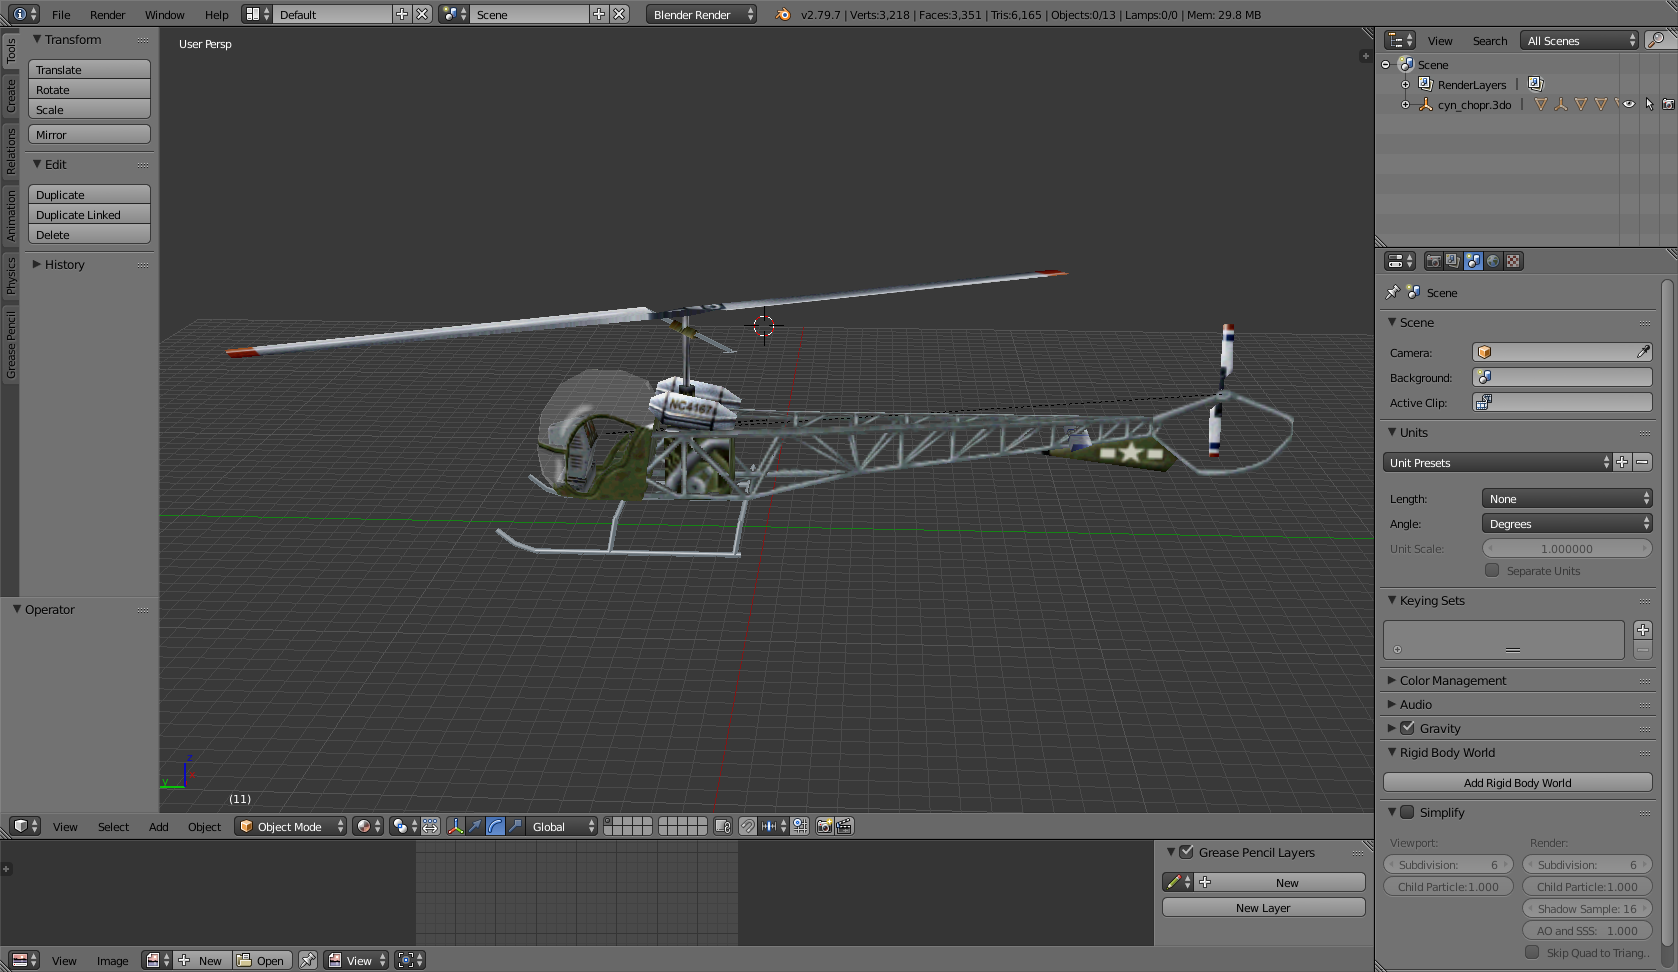 File Render Window Help Default Scene Blender Render v2.79.7 | Verts:3,218 | Faces:3,351 | Tris:6,165 | Objects:0/13 | Lamps:0/0 | Mem: 29.8 MB
Tools
Create
Relations
Animation
Physics
Grease Pencil
Transform
Translate
Rotate
Scale
Mirror
Edit
Duplicate
Duplicate Linked
Delete
History
Operator
User Persp
NC4167
(11)
z
y
View Select Add Object Object Mode Global
View Search All Scenes
Scene
RenderLayers |
cyn_chopr.3do |
Scene
Scene
Camera:
Background:
Active Clip:
Units
Unit Presets
Length: None
Angle: Degrees
Unit Scale: 1.000000
Separate Units
Keying Sets
Color Management
Audio
Gravity
Rigid Body World
Add Rigid Body World
Simplify
Viewport: Render:
Subdivision: 6 Subdivision: 6
Child Particle:1.000 Child Particle:1.000
Shadow Sample: 16
AO and SSS: 1.000
Skip Quad to Triang..
Grease Pencil Layers
New
New Layer
View Image New Open View